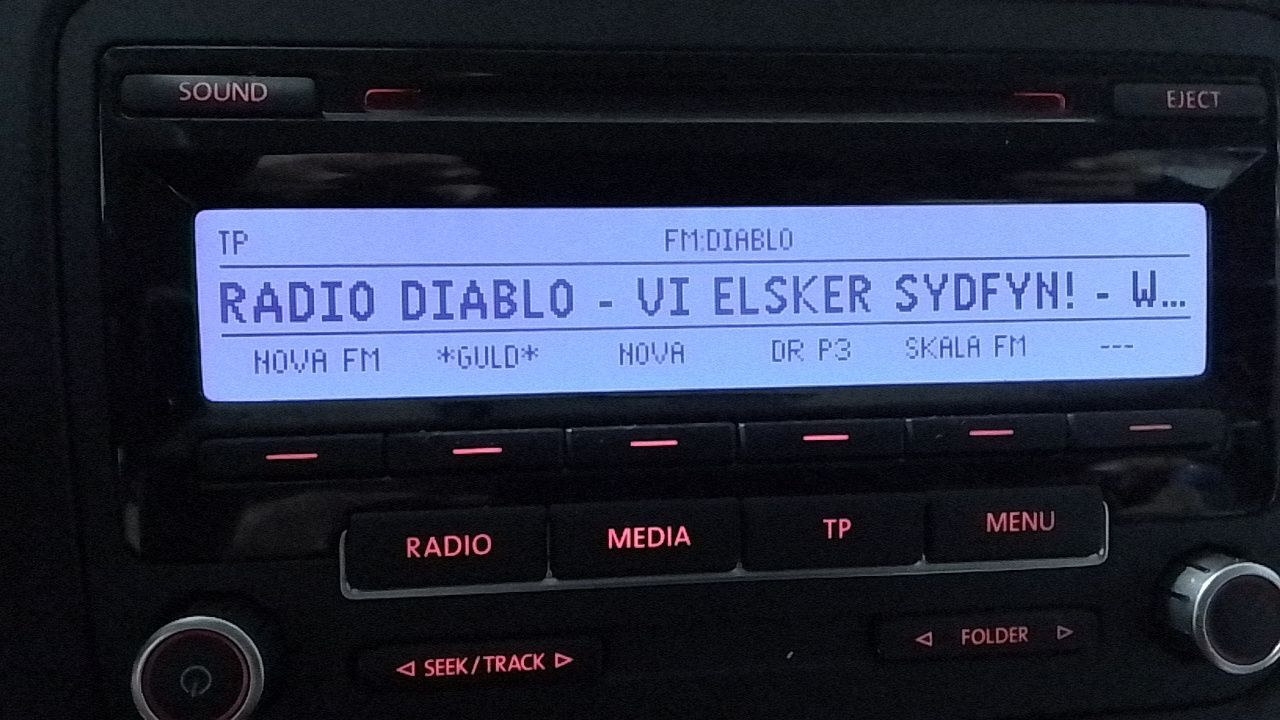 SOUND
EJECT
TP FM:DIABLO
RADIO DIABLO - VI ELSKER SYDFYN! - W...
NOVA FM *GULD* NOVA DR P3 SKALA FM ---
RADIO MEDIA TP MENU
SEEK/TRACK
FOLDER